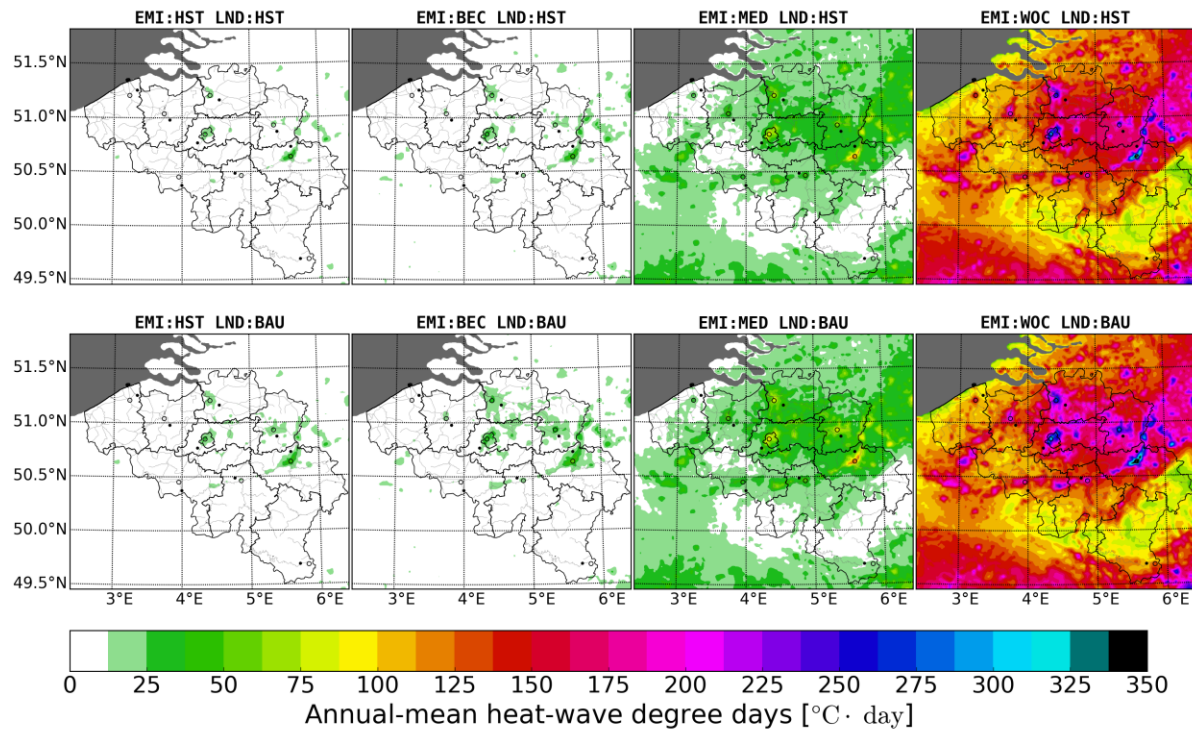 EMI:HST LND:HST EMI:BEC LND:HST EMI:MED LND:HST EMI:WOC LND:HST
51.5°N
51.0°N
50.5°N
50.0°N
49.5°N
EMI:HST LND:BAU EMI:BEC LND:BAU EMI:MED LND:BAU EMI:WOC LND:BAU
51.5°N
51.0°N
50.5°N
50.0°N
49.5°N
3°E 4°E 5°E 6°E 3°E 4°E 5°E 6°E 3°E 4°E 5°E 6°E 3°E 4°E 5°E 6°E
0 25 50 75 100 125 150 175 200 225 250 275 300 325 350
Annual-mean heat-wave degree days [°C· day]